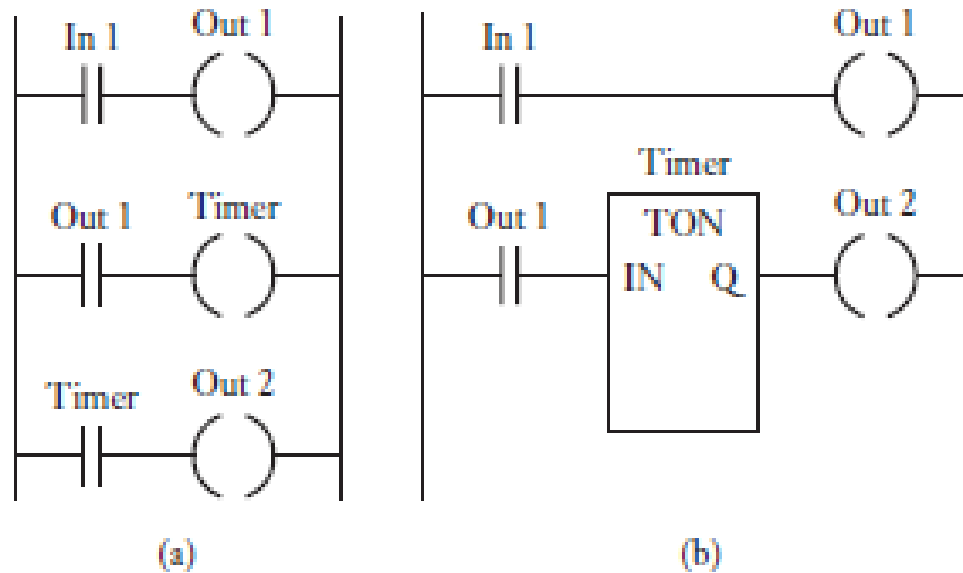 In 1
Out 1
Out 1
Timer
Timer
Out 2
(a)
In 1
Out 1
Timer
Out 1
TON
IN Q
Out 2
(b)